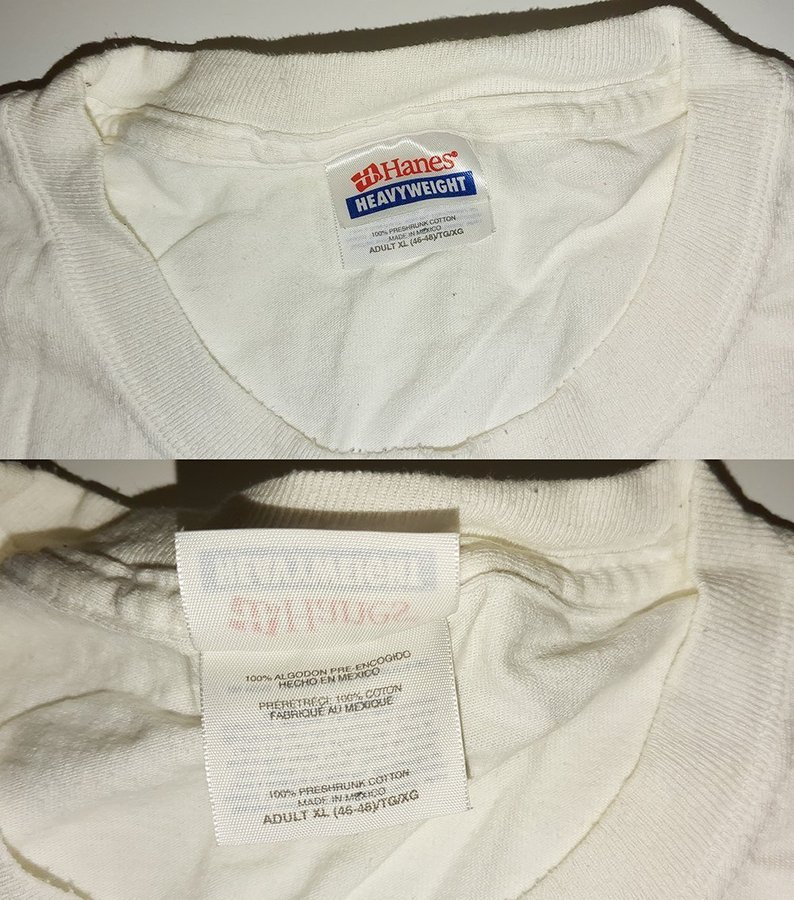 Hanes®
HEAVYWEIGHT
100% PRESHRUNK COTTON
MADE IN MEXICO
ADULT XL (46-48)/TG/XG
100% ALGODON PRE-ENCOGIDO
HECHO EN MEXICO
PRÉRETRÉCI, 100% COTON
FABRIQUÉ AU MEXIQUE
100% PRESHRUNK COTTON
MADE IN MEXICO
ADULT XL (46-48)/TG/XG